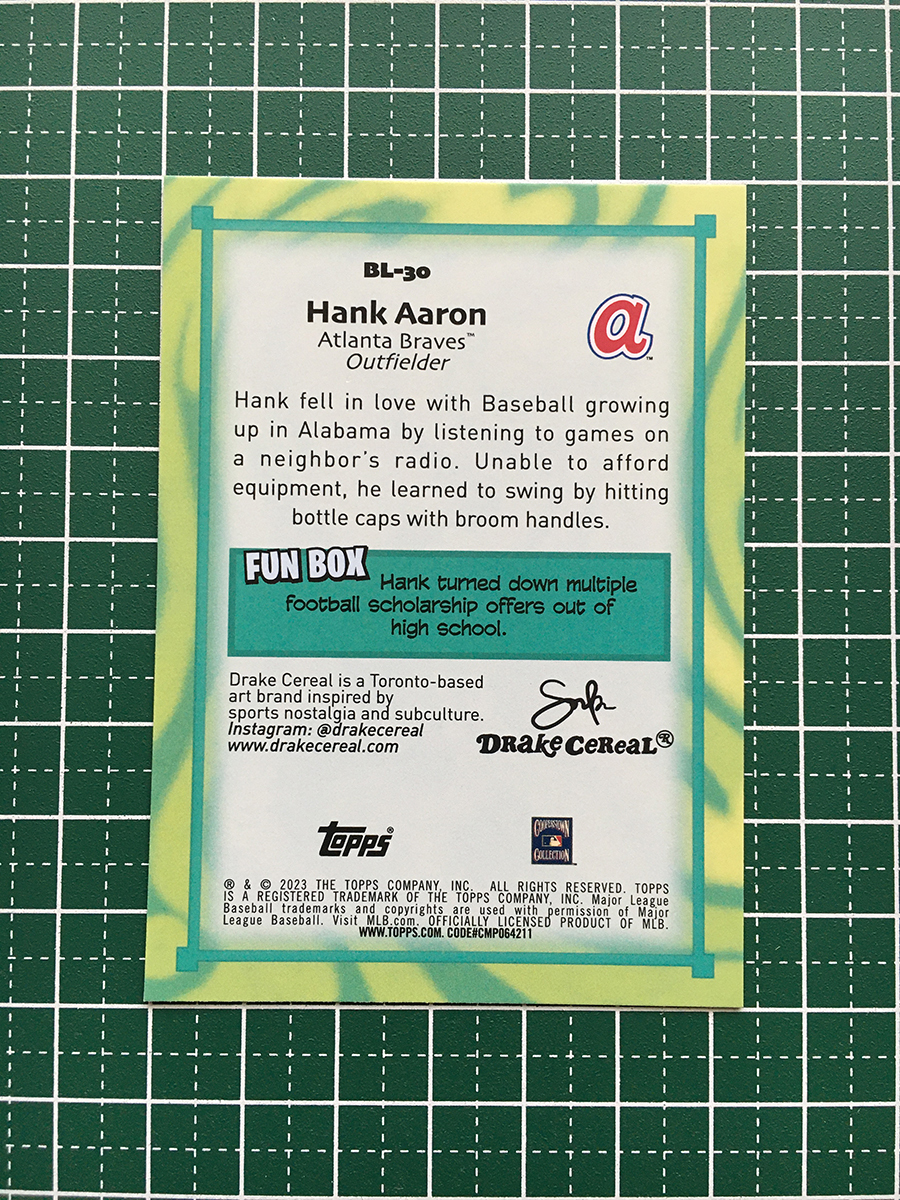 BL-30
Hank Aaron
Atlanta Braves™
Outfielder
a™
Hank fell in love with Baseball growing
up in Alabama by listening to games on
a neighbor's radio. Unable to afford
equipment, he learned to swing by hitting
bottle caps with broom handles.
FUN BOX
Hank turned down multiple
football scholarship offers out of
high school.
Drake Cereal is a Toronto-based
art brand inspired by
sports nostalgia and subculture.
Instagram: @drakecereal
www.drakecereal.com
DRAKE CEREAL®
topps®
COOPERSTOWN
COLLECTION
® & © 2023 THE TOPPS COMPANY, INC. ALL RIGHTS RESERVED. TOPPS
IS A REGISTERED TRADEMARK OF THE TOPPS COMPANY, INC. Major League
Baseball trademarks and copyrights are used with permission of Major
League Baseball. Visit MLB.com. OFFICIALLY LICENSED PRODUCT OF MLB.
WWW.TOPPS.COM. CODE#CMP064211